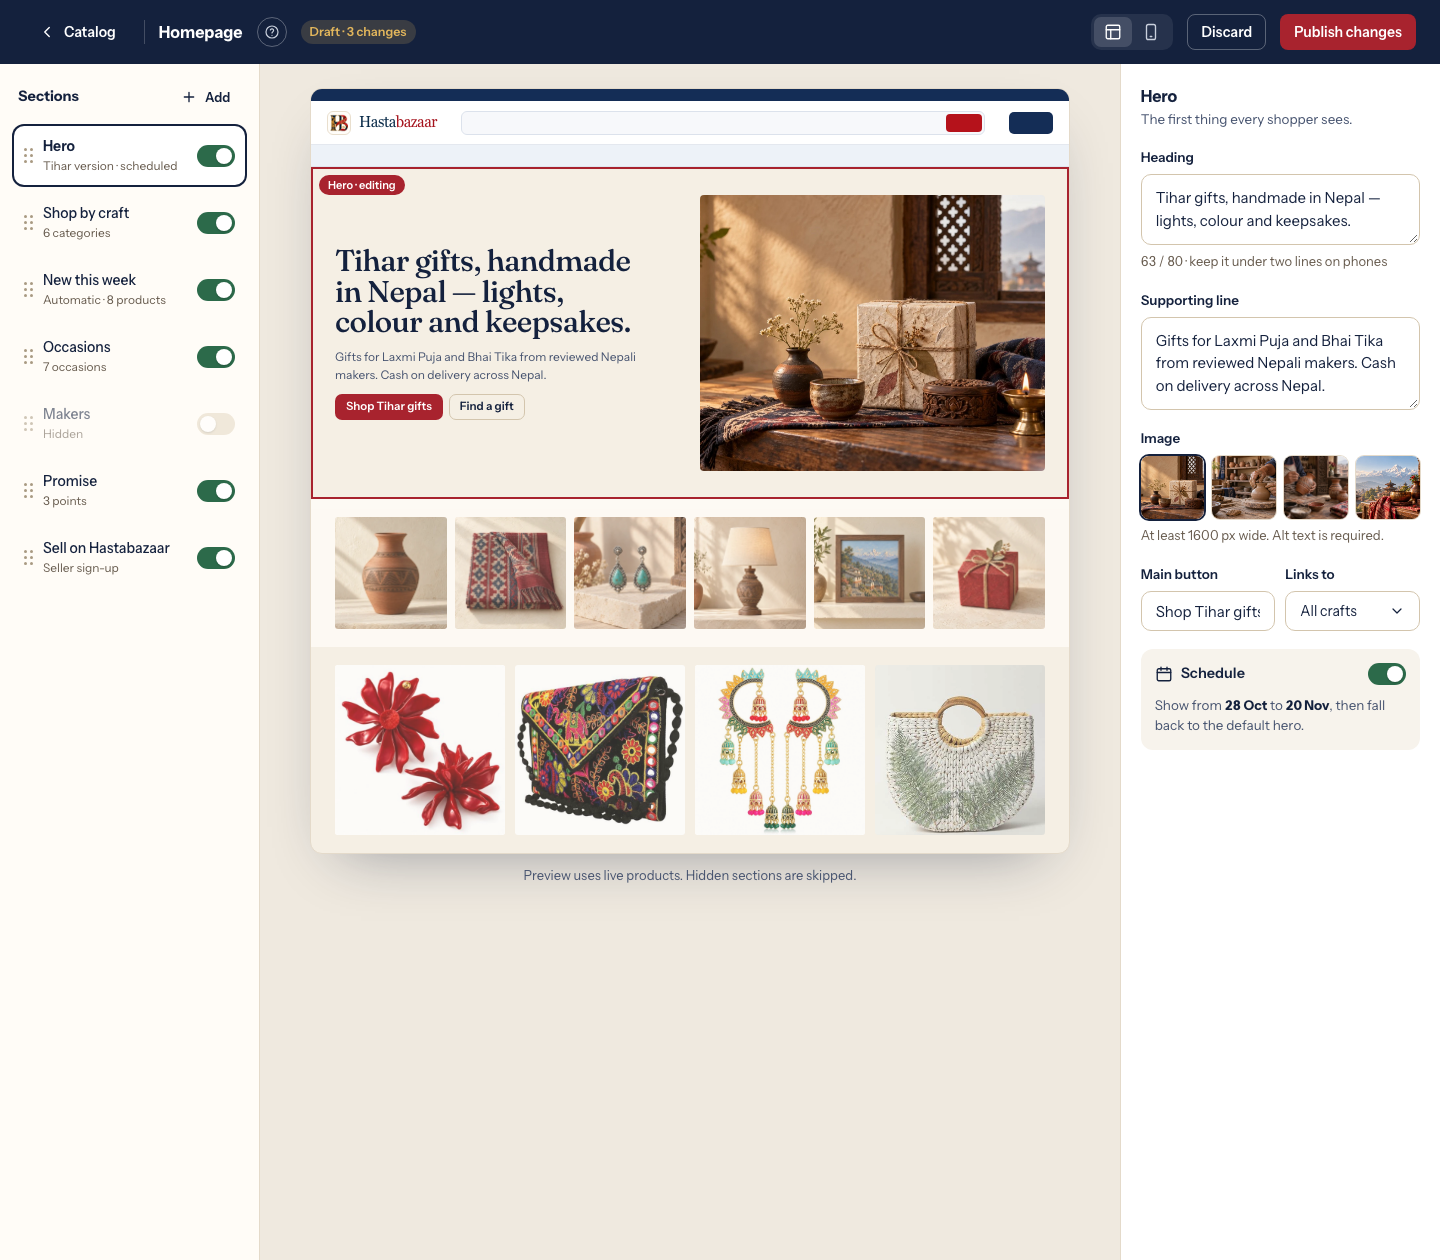 Catalog
Homepage
Draft · 3 changes
Discard
Publish changes
Sections
Add
Hero
Tihar version · scheduled
Shop by craft
6 categories
New this week
Automatic · 8 products
Occasions
7 occasions
Makers
Hidden
Promise
3 points
Sell on Hastabazaar
Seller sign-up
HB
Hastabazaar
Hero · editing
Tihar gifts, handmade
in Nepal — lights,
colour and keepsakes.
Gifts for Laxmi Puja and Bhai Tika from reviewed Nepali
makers. Cash on delivery across Nepal.
Shop Tihar gifts
Find a gift
Preview uses live products. Hidden sections are skipped.
Hero
The first thing every shopper sees.
Heading
Tihar gifts, handmade in Nepal —
lights, colour and keepsakes.
63 / 80 · keep it under two lines on phones
Supporting line
Gifts for Laxmi Puja and Bhai Tika
from reviewed Nepali makers. Cash
on delivery across Nepal.
Image
At least 1600 px wide. Alt text is required.
Main button
Links to
Shop Tihar gifts
All crafts
Schedule
Show from 28 Oct to 20 Nov, then fall
back to the default hero.